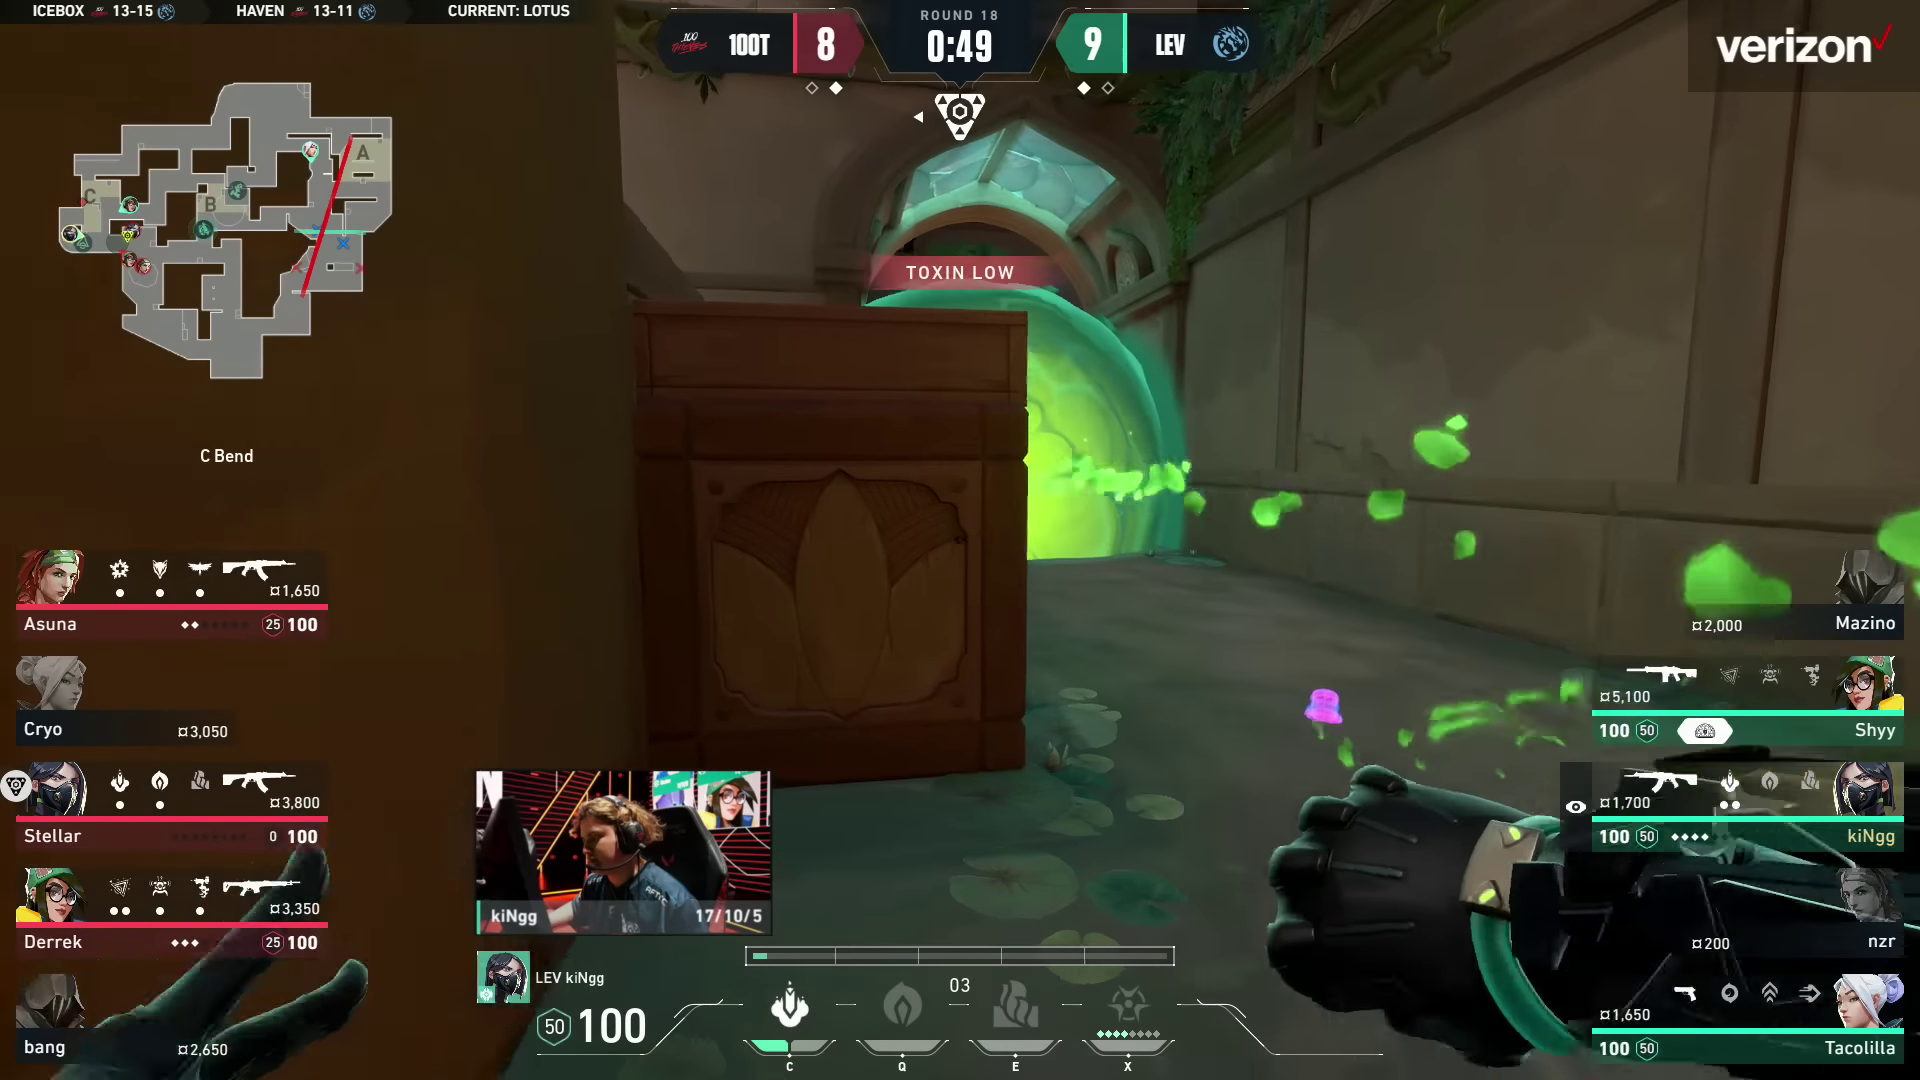 ICEBOX 13-15 HAVEN 13-11 CURRENT: LOTUS
100 THIEVES 100T 8 ROUND 18 0:49 9 LEV
verizon
A
C
B
TOXIN LOW
C Bend
1,650
Asuna 25 100
Cryo 3,050
3,800
Stellar 0 100
3,350
Derrek 25 100
bang 2,650
kiNgg 17/10/5
LEV kiNgg
50 100
03
C Q E X
2,000 Mazino
5,100
100 50 Shyy
1,700
100 50 kiNgg
200 nzr
1,650
100 50 Tacolilla